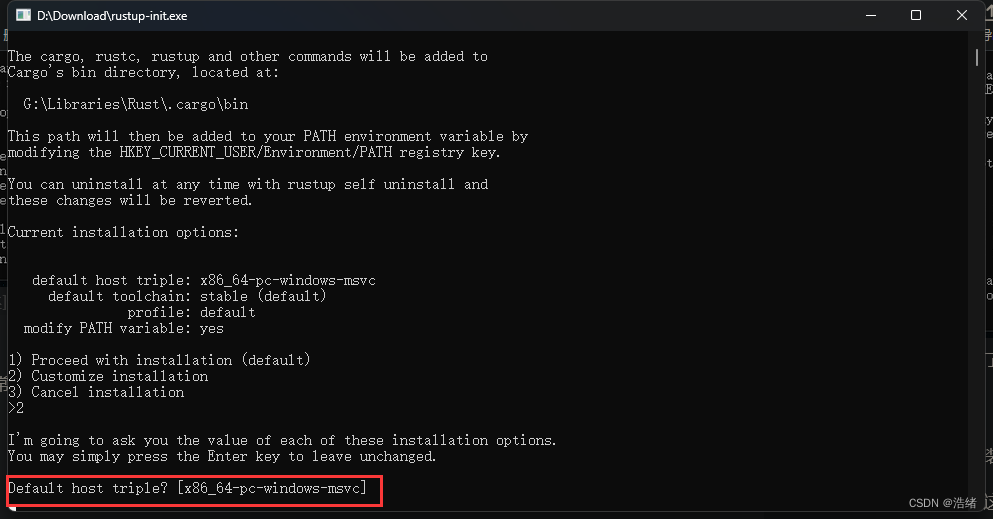 D:\Download\rustup-init.exe
The cargo, rustc, rustup and other commands will be added to
Cargo's bin directory, located at:
G:\Libraries\Rust\.cargo\bin
This path will then be added to your PATH environment variable by
modifying the HKEY_CURRENT_USER/Environment/PATH registry key.
You can uninstall at any time with rustup self uninstall and
these changes will be reverted.
Current installation options:
default host triple: x86_64-pc-windows-msvc
default toolchain: stable (default)
profile: default
modify PATH variable: yes
1) Proceed with installation (default)
2) Customize installation
3) Cancel installation
>2
I'm going to ask you the value of each of these installation options.
You may simply press the Enter key to leave unchanged.
Default host triple? [x86_64-pc-windows-msvc]
CSDN @浩绪